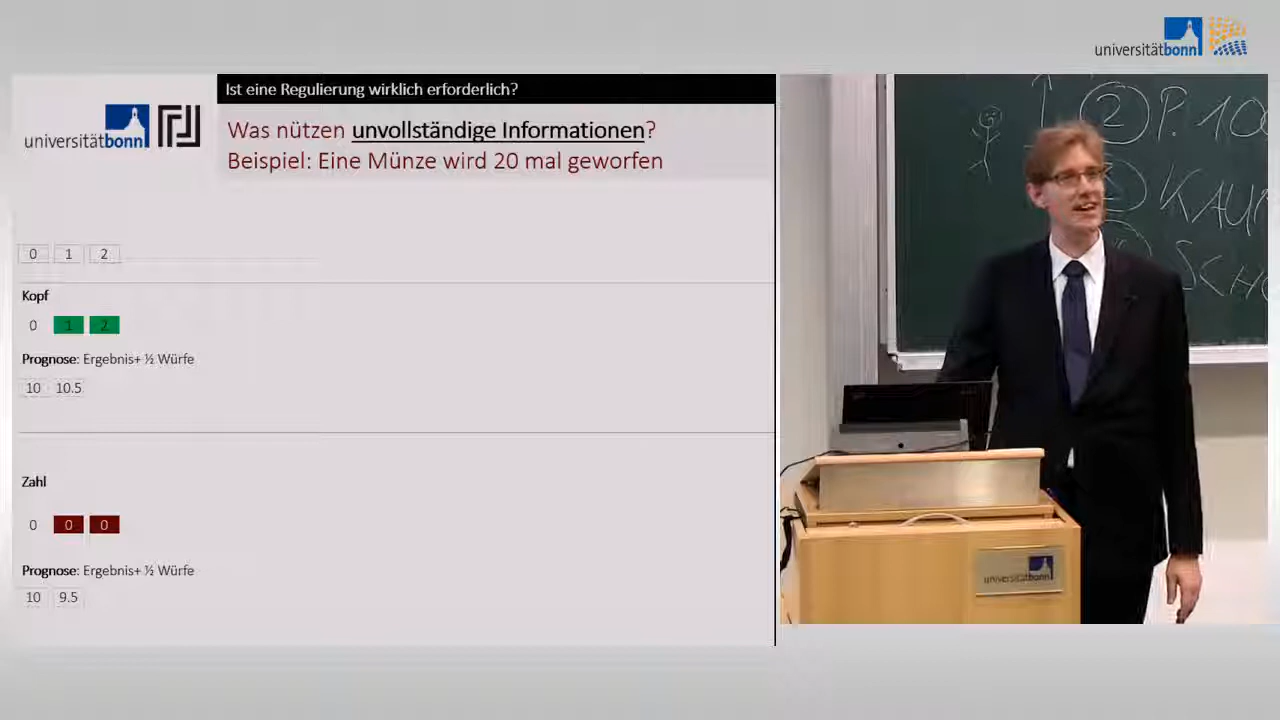 universitätbonn
Ist eine Regulierung wirklich erforderlich?
universitätbonn
Was nützen unvollständige Informationen?
Beispiel: Eine Münze wird 20 mal geworfen
0 1 2
Kopf
0 1 2
Prognose: Ergebnis+ ½ Würfe
10 10.5
Zahl
0 0 0
Prognose: Ergebnis+ ½ Würfe
10 9.5
2 P. 10
KAU
SCH
universitätbonn